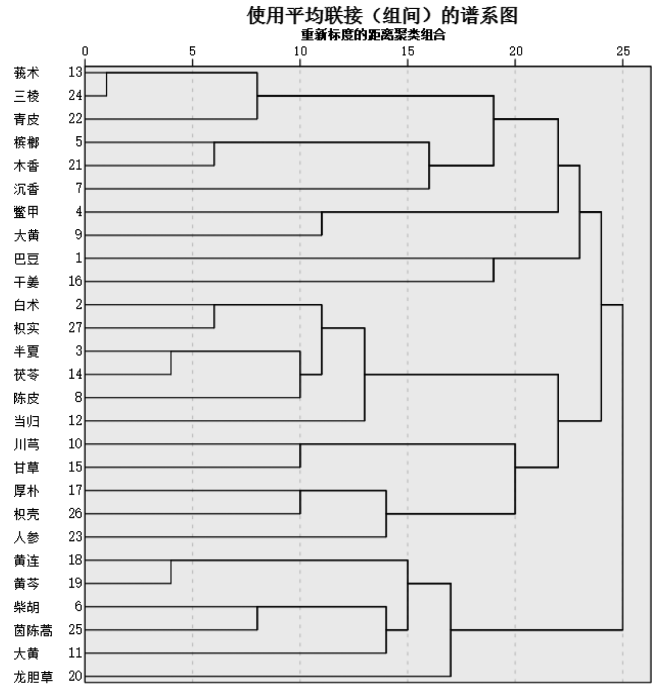 使用平均联接（组间）的谱系图
重新标度的距离聚类组合
0 5 10 15 20 25
莪术 13
三棱 24
青皮 22
槟榔 5
木香 21
沉香 7
鳖甲 4
大黄 9
巴豆 1
干姜 16
白术 2
枳实 27
半夏 3
茯苓 14
陈皮 8
当归 12
川芎 10
甘草 15
厚朴 17
枳壳 26
人参 23
黄连 18
黄芩 19
柴胡 6
茵陈蒿 25
大黄 11
龙胆草 20